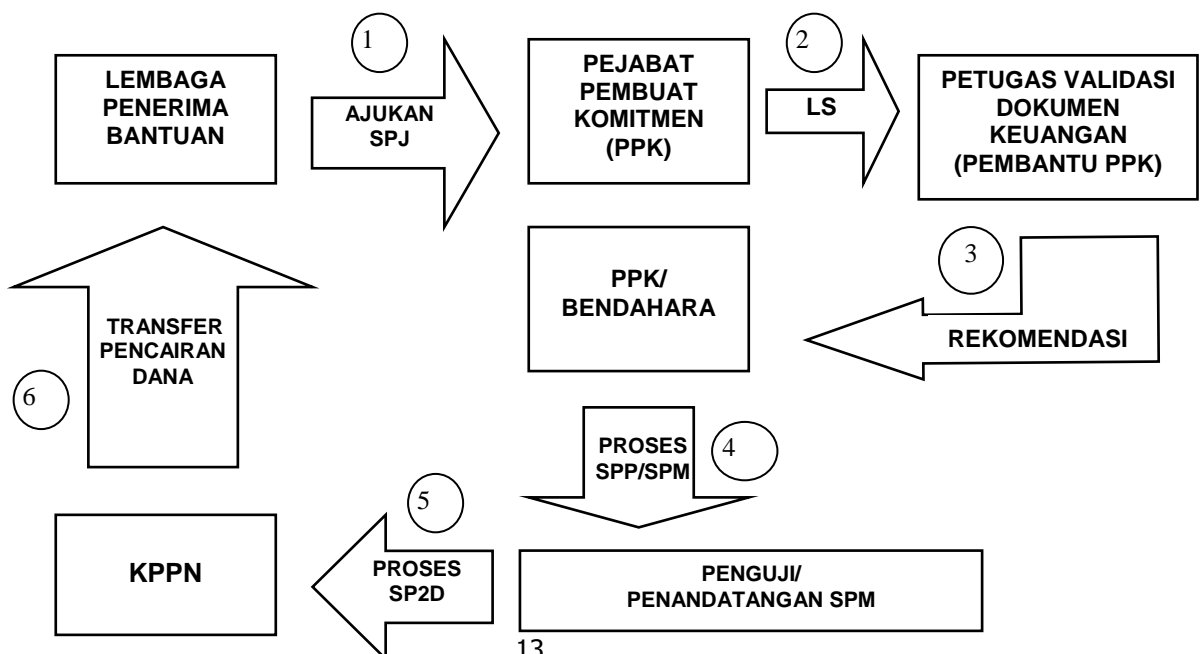 1
2
LEMBAGA
PENERIMA
BANTUAN
AJUKAN
SPJ
PEJABAT
PEMBUAT
KOMITMEN
(PPK)
LS
PETUGAS VALIDASI
DOKUMEN
KEUANGAN
(PEMBANTU PPK)
3
REKOMENDASI
PPK/
BENDAHARA
TRANSFER
PENCAIRAN
DANA
6
PROSES
SPP/SPM
4
5
KPPN
PROSES
SP2D
PENGUJI/
PENANDATANGAN SPM
13